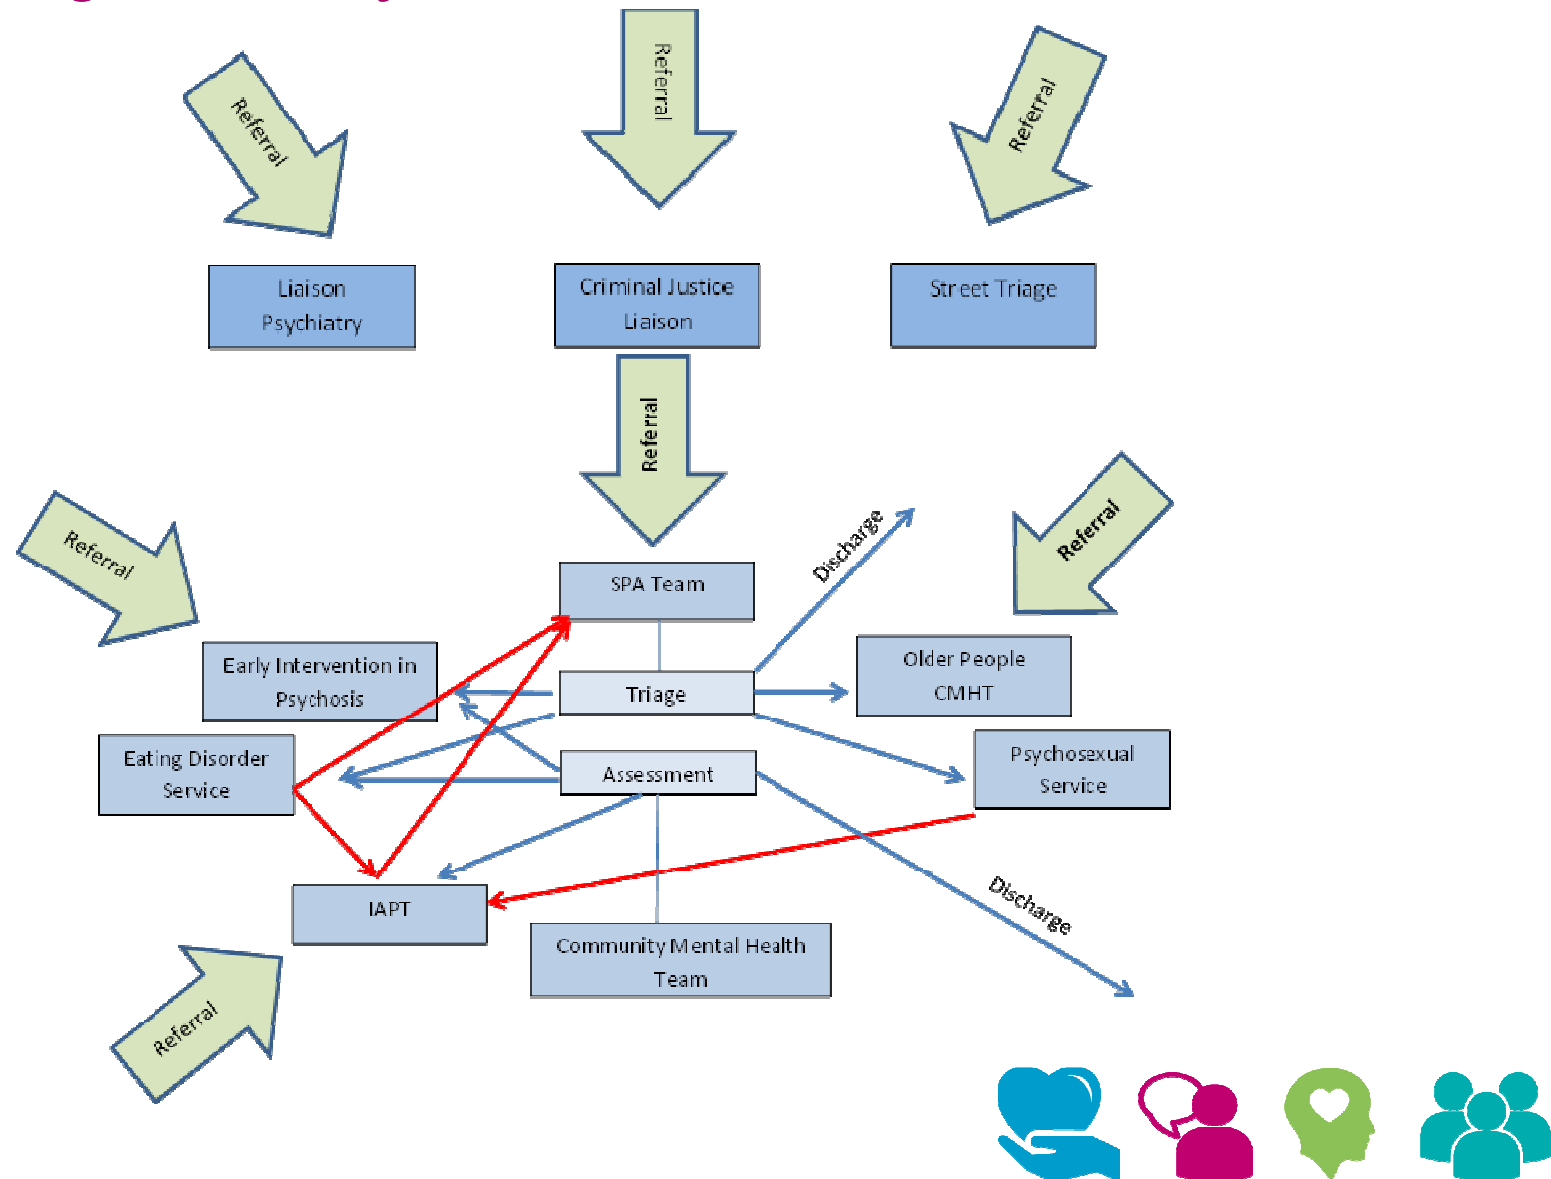 Referral
Referral
Referral
Liaison
Psychiatry
Criminal Justice
Liaison
Street Triage
Referral
Referral
Discharge
Referral
SPA Team
Early Intervention in
Psychosis
Triage
Older People
CMHT
Eating Disorder
Service
Assessment
Psychosexual
Service
IAPT
Discharge
Community Mental Health
Team
Referral